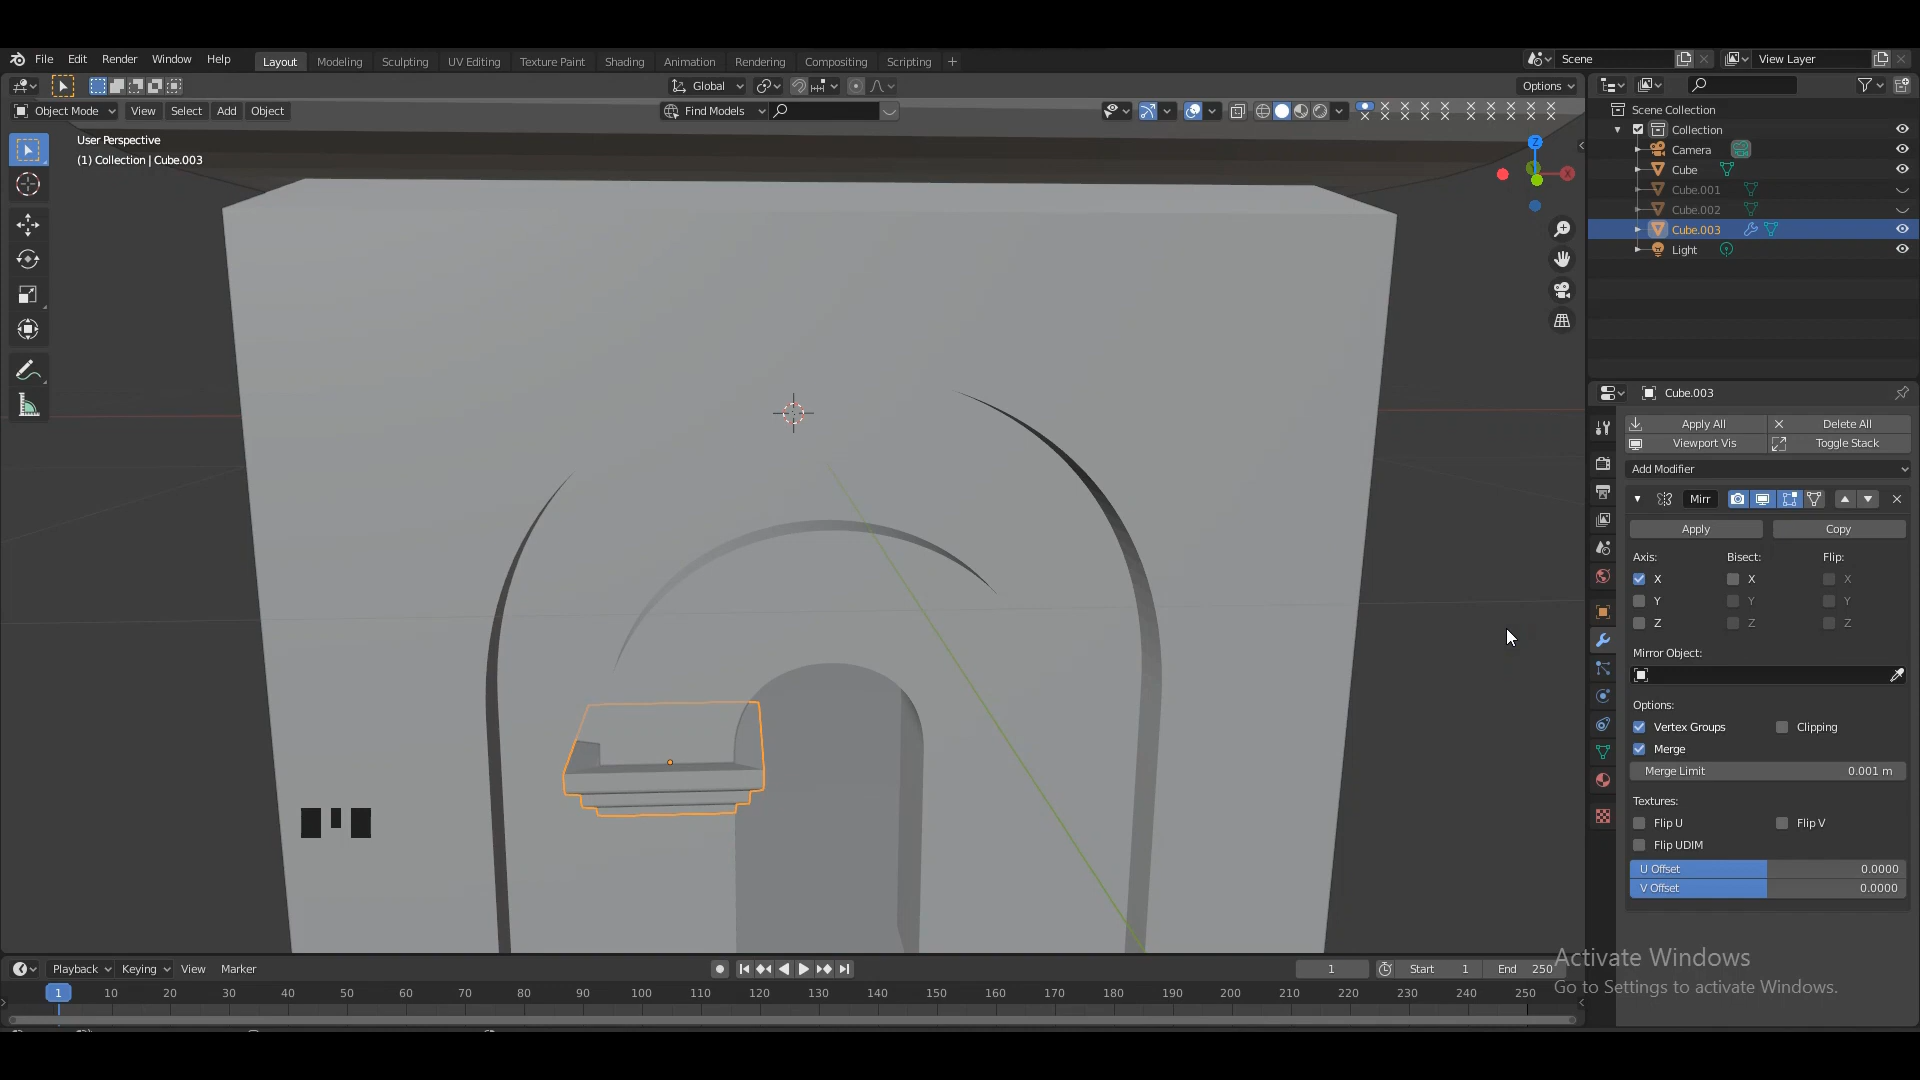 File Edit Render Window Help Layout Modeling Sculpting UV Editing Texture Paint Shading Animation Rendering Compositing Scripting + Scene View Layer
Global Options
Object Mode View Select Add Object Find Models
User Perspective
(1) Collection | Cube.003
Z
X
Scene Collection
Collection
Camera
Cube
Cube.001
Cube.002
Cube.003
Light
Cube.003
Apply All Delete All
Viewport Vis Toggle Stack
Add Modifier
Mirr
Apply Copy
Axis: Bisect: Flip:
X X X
Y Y Y
Z Z Z
Mirror Object:
Options:
Vertex Groups Clipping
Merge
Merge Limit 0.001 m
Textures:
Flip U Flip V
Flip UDIM
U Offset 0.0000
V Offset 0.0000
Activate Windows
Go to Settings to activate Windows.
Playback Keying View Marker 1 Start 1 End 250
1 10 20 30 40 50 60 70 80 90 100 110 120 130 140 150 160 170 180 190 200 210 220 230 240 250